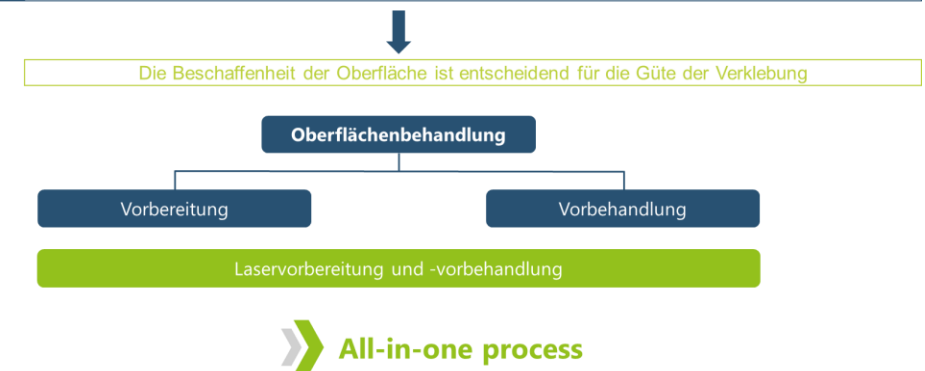 Die Beschaffenheit der Oberfläche ist entscheidend für die Güte der Verklebung
Oberflächenbehandlung
Vorbereitung
Vorbehandlung
Laservorbereitung und -vorbehandlung
All-in-one process